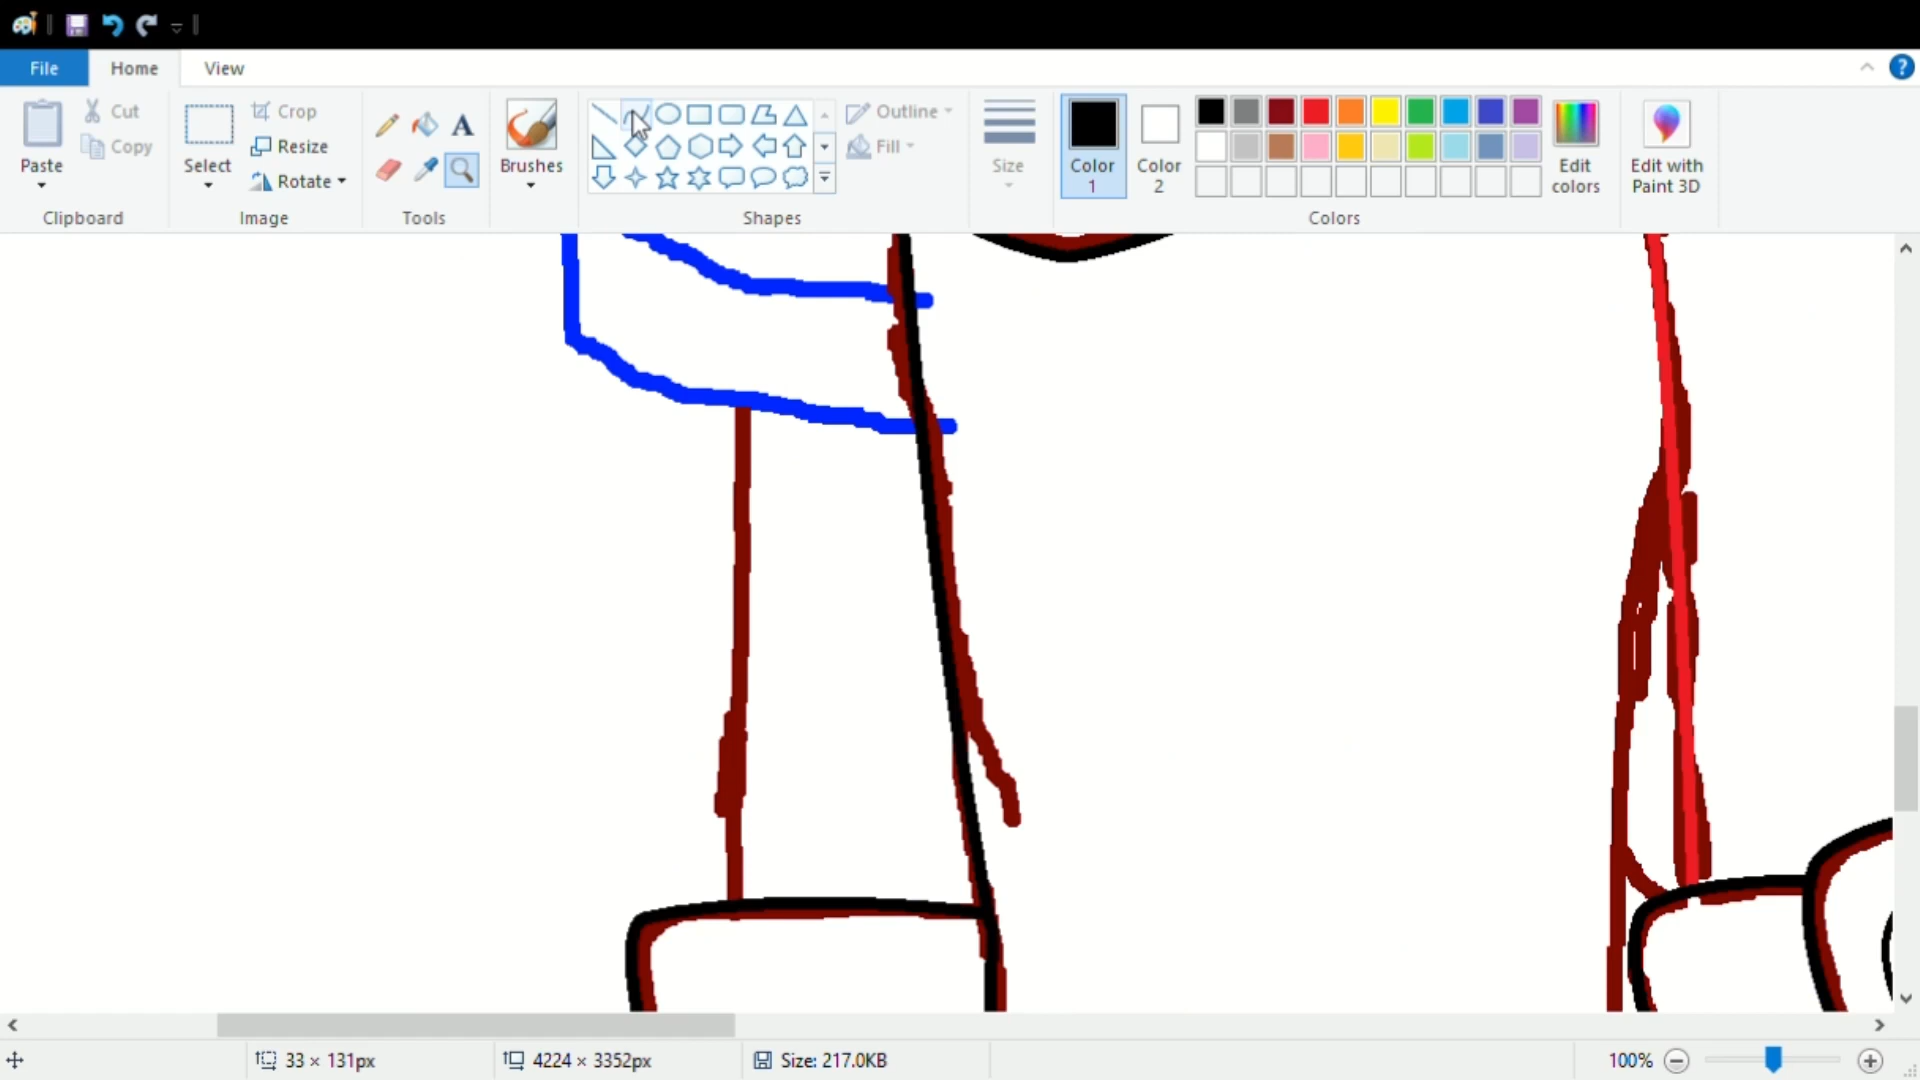 File Home View
Paste
Cut
Copy
Clipboard
Select
Crop
Resize
Rotate
Image
A
Tools
Brushes
Outline
Fill
Shapes
Size
Color 1
Color 2
Edit colors
Colors
Edit with Paint 3D
?
33 × 131px
4224 × 3352px
Size: 217.0KB
100%